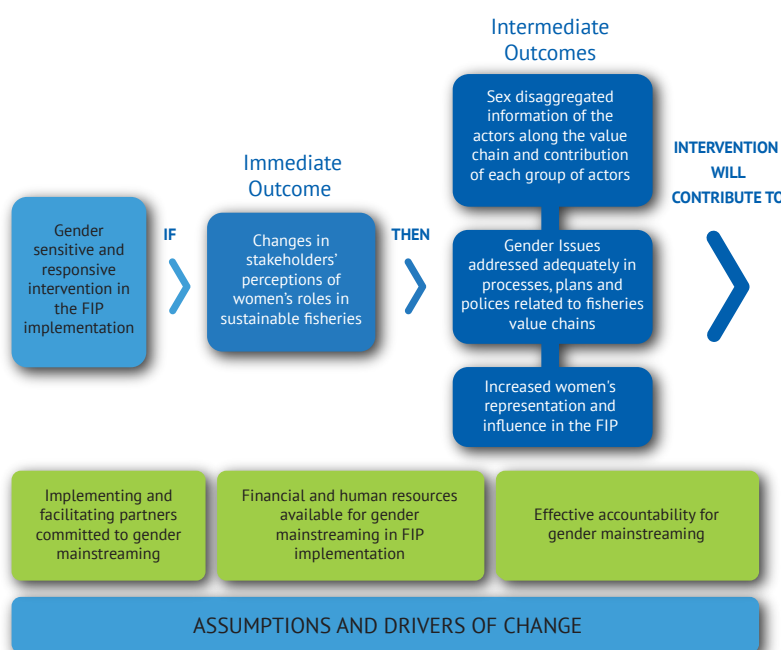 Intermediate
Outcomes
Sex disaggregated
information of the
actors along the value
chain and contribution
of each group of actors
INTERVENTION
WILL
CONTRIBUTE TO
Immediate
Outcome
Gender
sensitive and
responsive
intervention in
the FIP
implementation
IF
Changes in
stakeholders'
perceptions of
women's roles in
sustainable fisheries
THEN
Gender Issues
addressed adequately in
processes, plans and
polices related to fisheries
value chains
Increased women's
representation and
influence in the FIP
Implementing and
facilitating partners
committed to gender
mainstreaming
Financial and human resources
available for gender
mainstreaming in FIP
implementation
Effective accountability for
gender mainstreaming
ASSUMPTIONS AND DRIVERS OF CHANGE